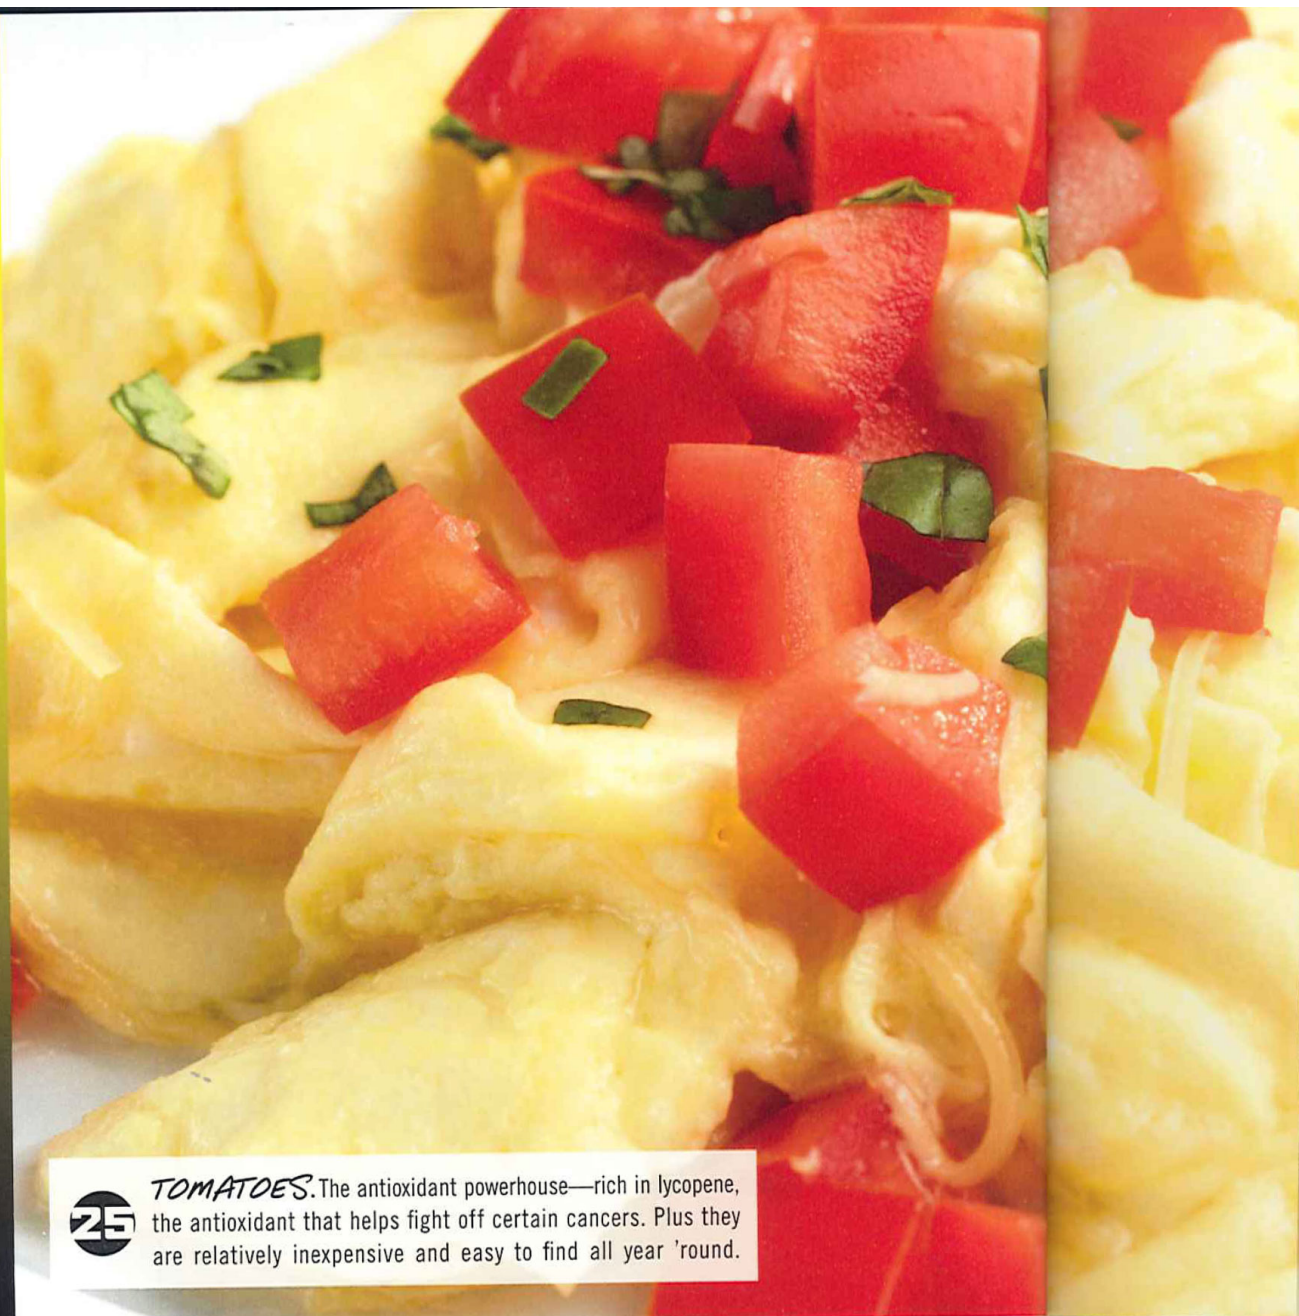 25
TOMATOES. The antioxidant powerhouse—rich in lycopene,
the antioxidant that helps fight off certain cancers. Plus they
are relatively inexpensive and easy to find all year ’round.